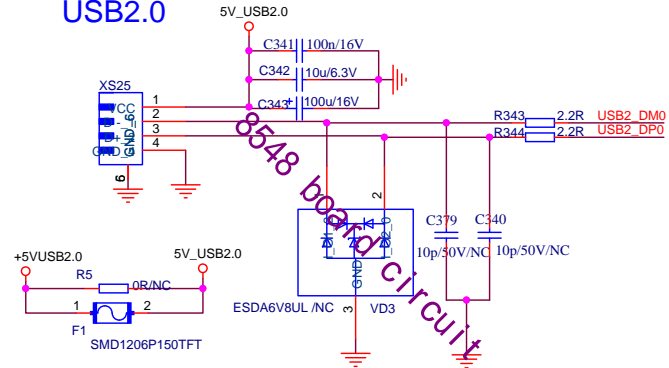 USB2.0
5V_USB2.0
C341 100n/16V
C342 10u/6.3V
C343 + 100u/16V
XS25
VCC 1
D - 2
D+ 3
GND 4
6
R343 2.2R USB2_DM0
R344 2.2R USB2_DP0
8548 board circuit
2
GND
C379 C340
10p/50V/NC 10p/50V/NC
ESDA6V8UL /NC 3 VD3
+5VUSB2.0 5V_USB2.0
R5 0R/NC
1 2
F1
SMD1206P150TFT